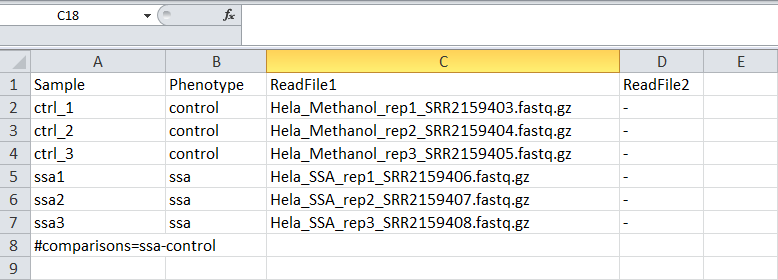 C18 fx
A B C D E
1 Sample Phenotype ReadFile1 ReadFile2
2 ctrl_1 control Hela_Methanol_rep1_SRR2159403.fastq.gz -
3 ctrl_2 control Hela_Methanol_rep2_SRR2159404.fastq.gz -
4 ctrl_3 control Hela_Methanol_rep3_SRR2159405.fastq.gz -
5 ssa1 ssa Hela_SSA_rep1_SRR2159406.fastq.gz -
6 ssa2 ssa Hela_SSA_rep2_SRR2159407.fastq.gz -
7 ssa3 ssa Hela_SSA_rep3_SRR2159408.fastq.gz -
8 #comparisons=ssa-control
9